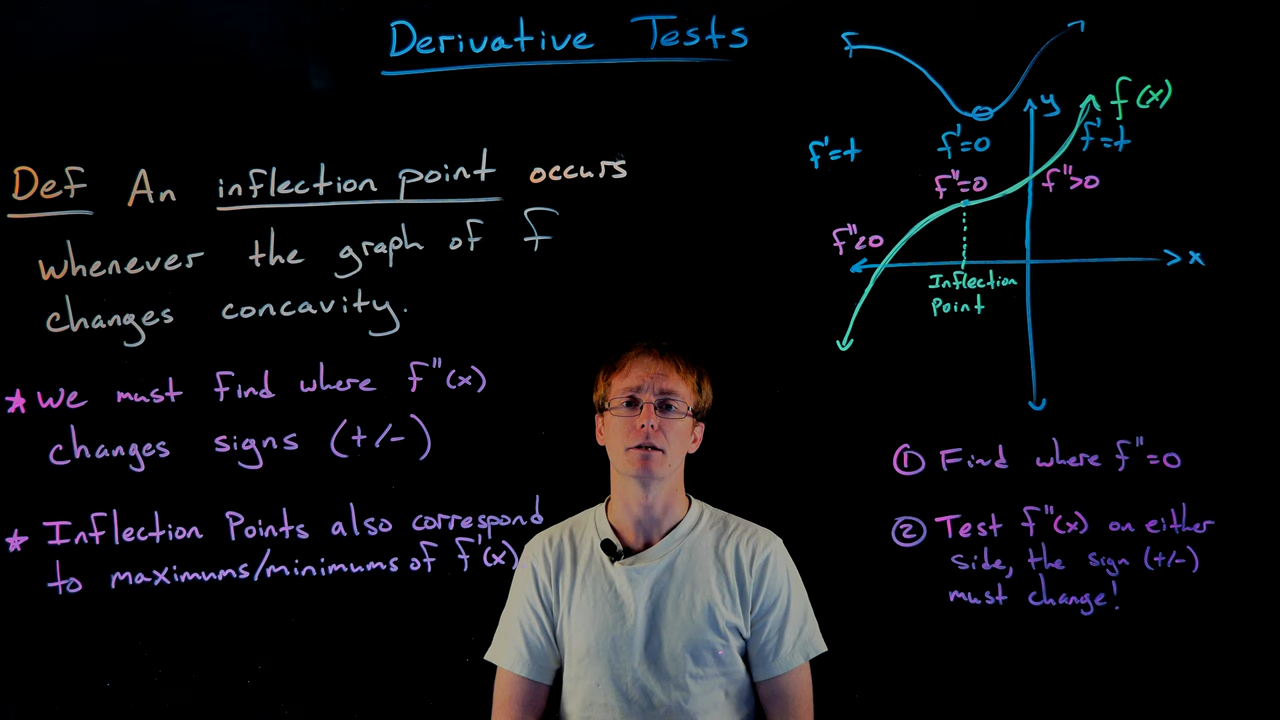 Derivative Tests
Def An inflection point occurs
whenever the graph of f
changes concavity.
* We must find where f"(x)
changes signs (+/-)
* Inflection Points also correspond
to maximums/minimums of f'(x)
y
f(x)
f'=+
f'=0
f'=+
f"=0
f">0
f"<0
x
Inflection
Point
① Find where f"=0
② Test f"(x) on either
side, the sign (+/-)
must change!